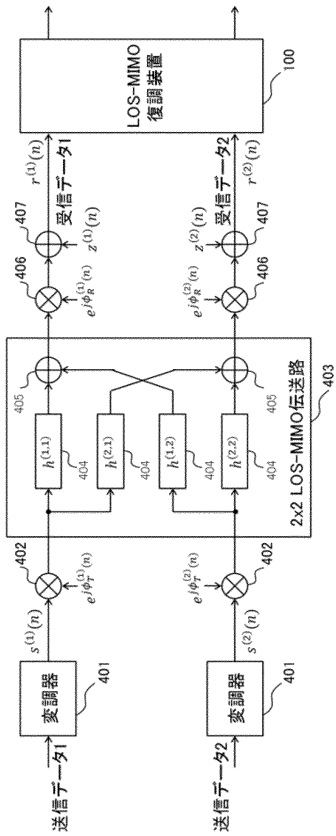 送信データ1
変調器
401
s^{(1)}(n)
402
e^{jϕ_T^{(1)}(n)}
h^{(1,1)}
404
h^{(2,1)}
404
h^{(1,2)}
404
h^{(2,2)}
404
405
405
2x2 LOS-MIMO伝送路
403
406
e^{jϕ_R^{(1)}(n)}
407
z^{(1)}(n)
r^{(1)}(n)
受信データ1
LOS-MIMO
復調装置
100
送信データ2
変調器
401
s^{(2)}(n)
402
e^{jϕ_T^{(2)}(n)}
406
e^{jϕ_R^{(2)}(n)}
407
z^{(2)}(n)
受信データ2
r^{(2)}(n)